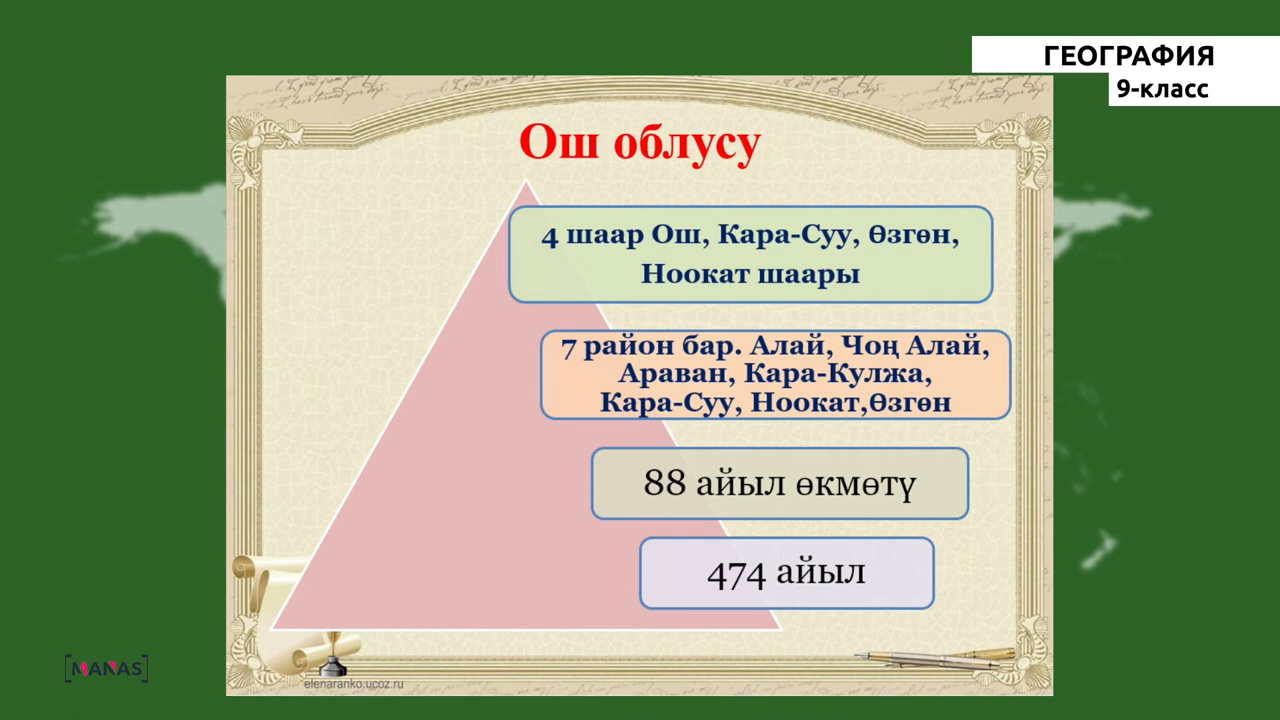 ГЕОГРАФИЯ
9-класс
Ош облусу
4 шаар Ош, Кара-Суу, Өзгөн,
Ноокат шаары
7 район бар. Алай, Чоң Алай,
Араван, Кара-Кулжа,
Кара-Суу, Ноокат,Өзгөн
88 айыл өкмөтү
474 айыл
[MANAS]
elenaranko.ucoz.ru